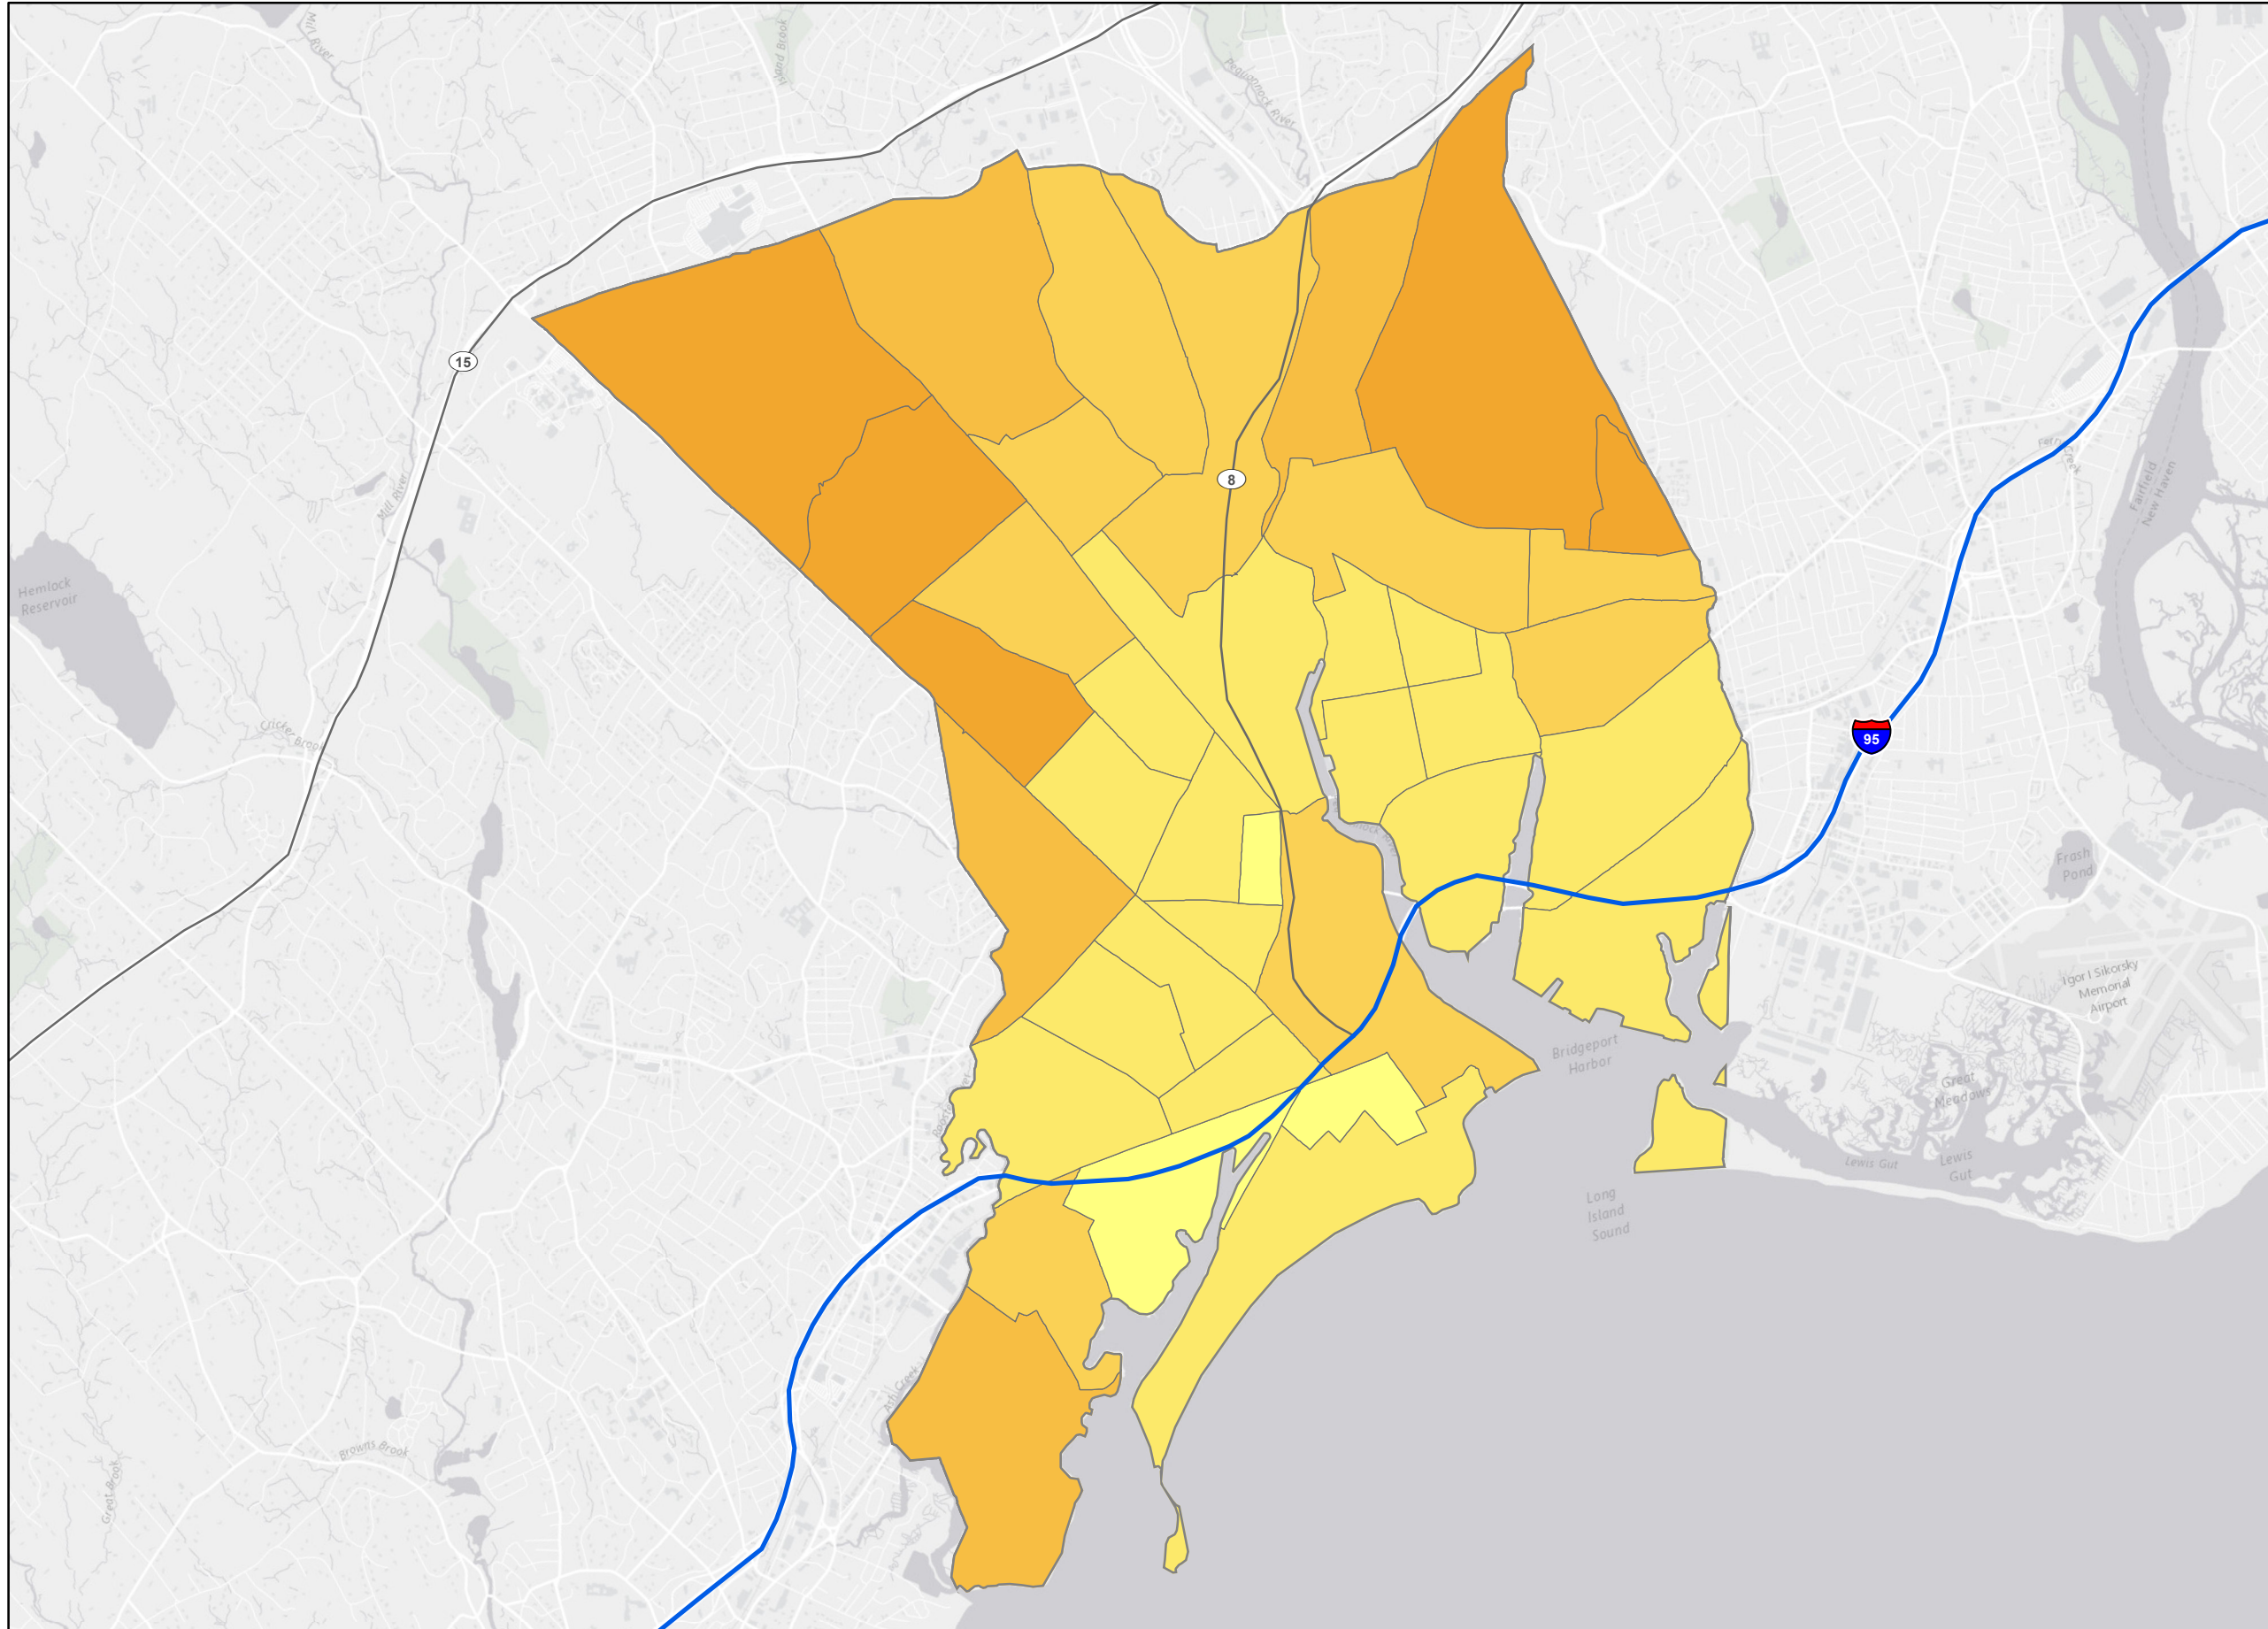 Mill River
Island Brook
Pequonnock River
15
8
Mill River
Hemlock
Reservoir
Cricker Brook
Ferry Creek
Fairfield
New Haven
95
Frash
Pond
Igor I Sikorsky
Memorial
Airport
Bridgeport
Harbor
Great
Meadows
Lewis Gut
Lewis
Gut
Long
Island
Sound
Ash Creek
Browns Brook
Great Brook